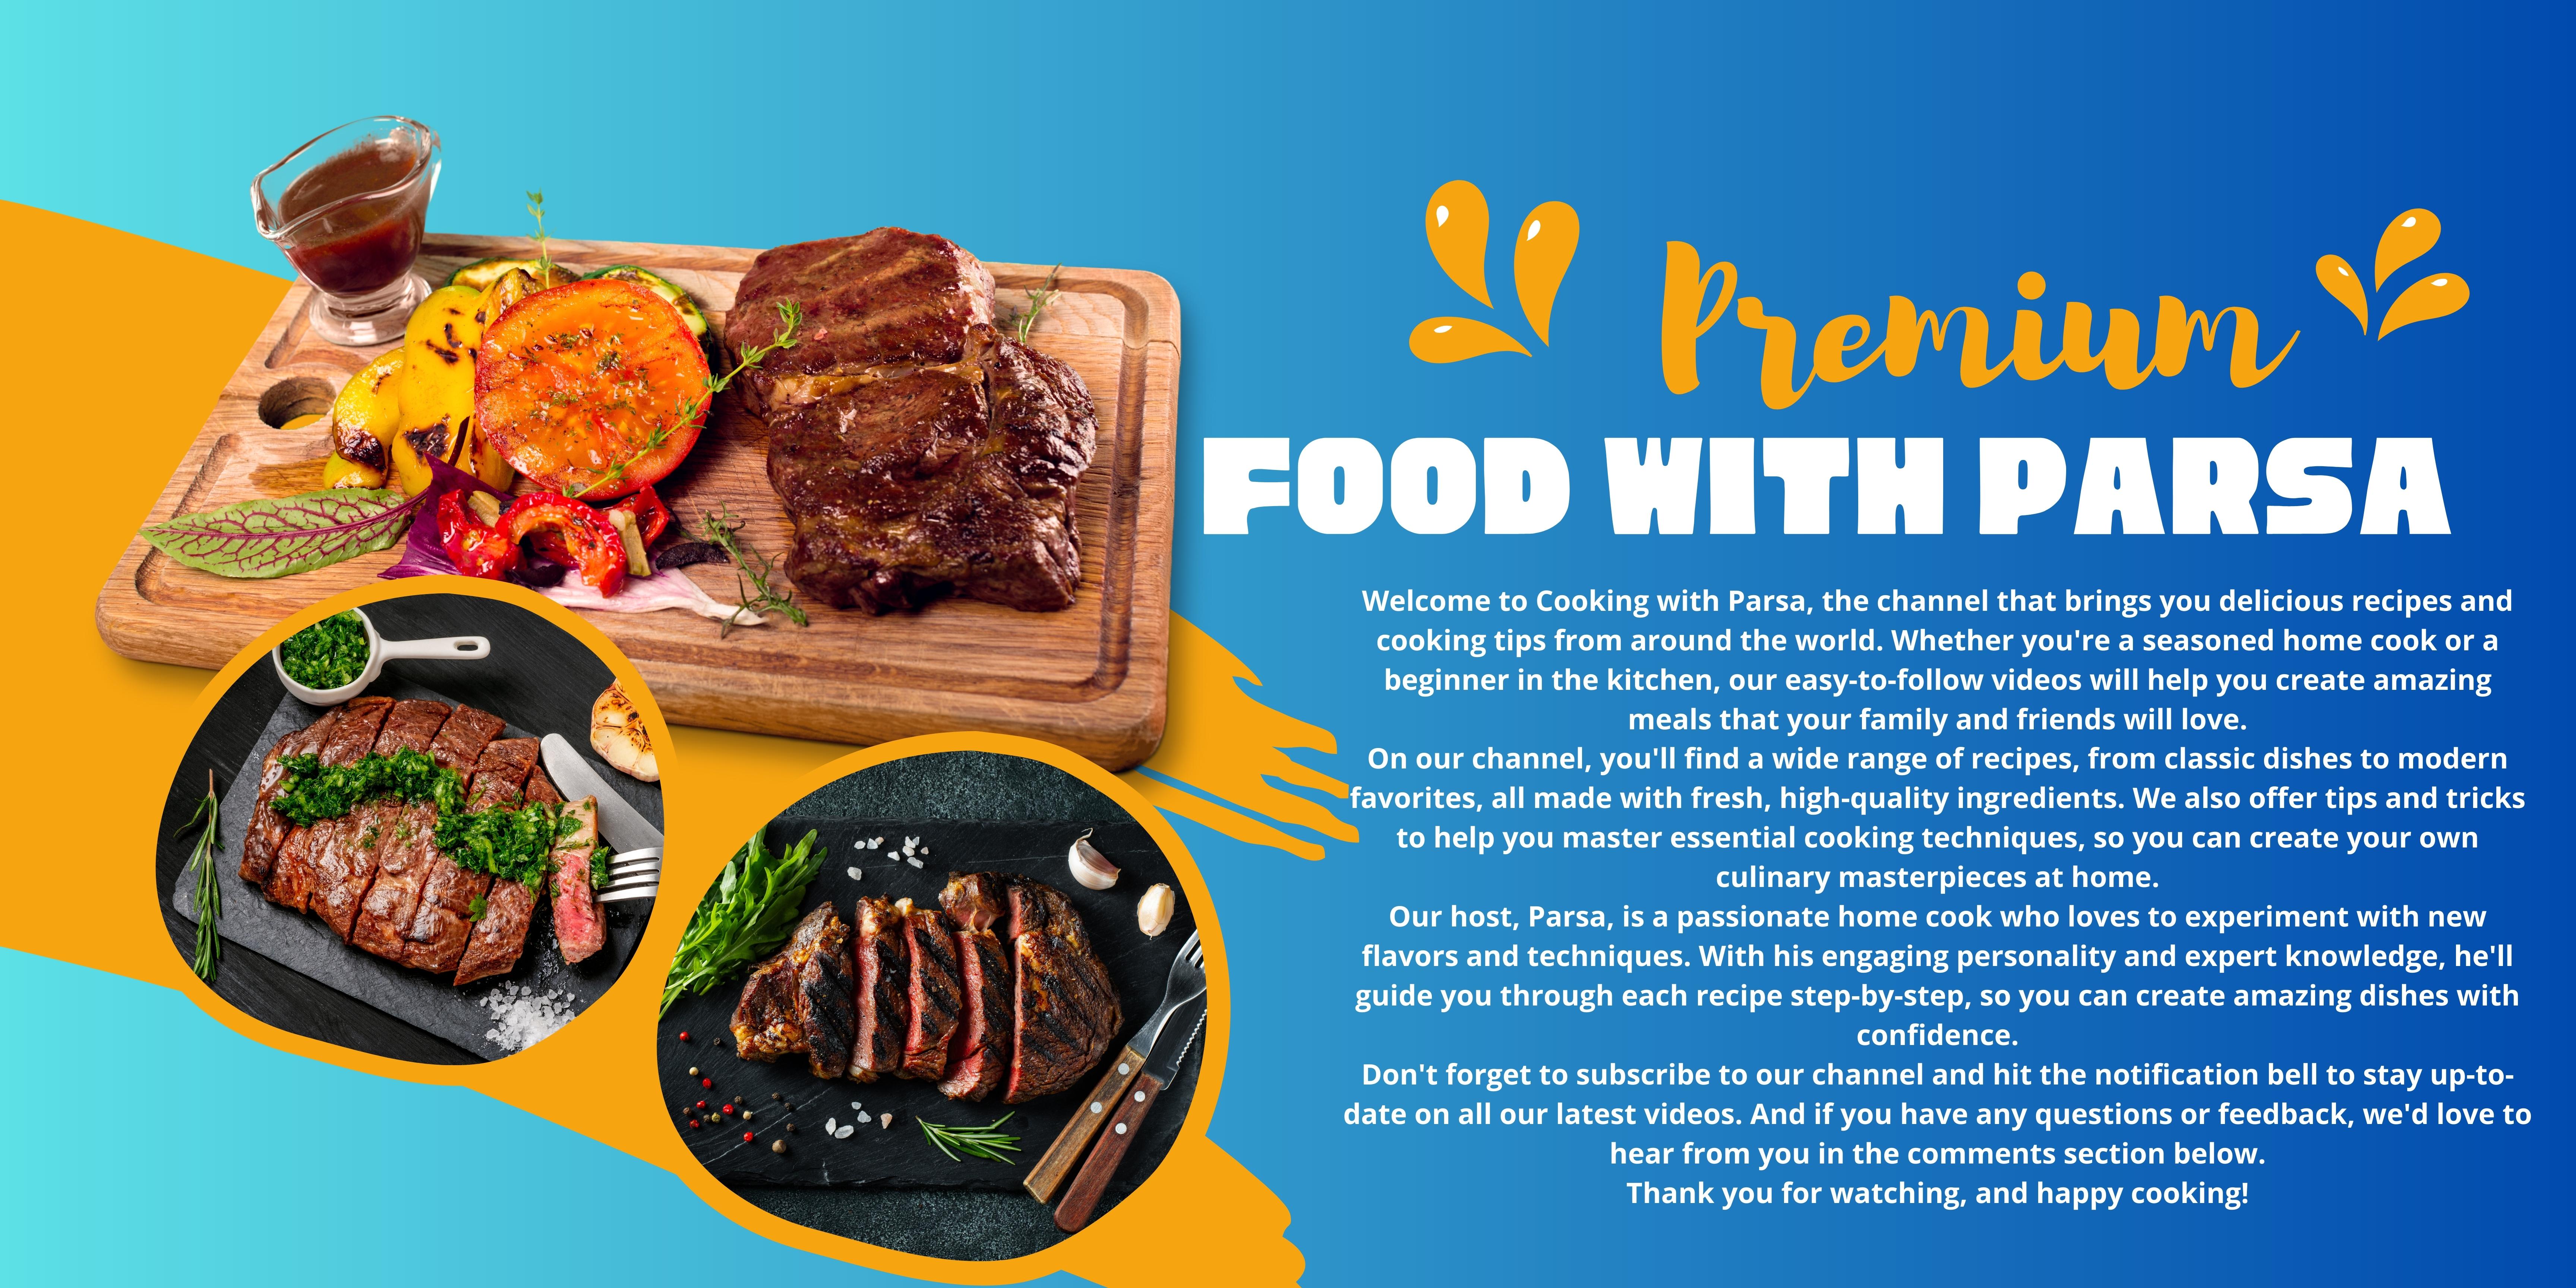 Premium
FOOD WITH PARSA
Welcome to Cooking with Parsa, the channel that brings you delicious recipes and
cooking tips from around the world. Whether you're a seasoned home cook or a
beginner in the kitchen, our easy-to-follow videos will help you create amazing
meals that your family and friends will love.
On our channel, you'll find a wide range of recipes, from classic dishes to modern
favorites, all made with fresh, high-quality ingredients. We also offer tips and tricks
to help you master essential cooking techniques, so you can create your own
culinary masterpieces at home.
Our host, Parsa, is a passionate home cook who loves to experiment with new
flavors and techniques. With his engaging personality and expert knowledge, he'll
guide you through each recipe step-by-step, so you can create amazing dishes with
confidence.
Don't forget to subscribe to our channel and hit the notification bell to stay up-to-
date on all our latest videos. And if you have any questions or feedback, we'd love to
hear from you in the comments section below.
Thank you for watching, and happy cooking!